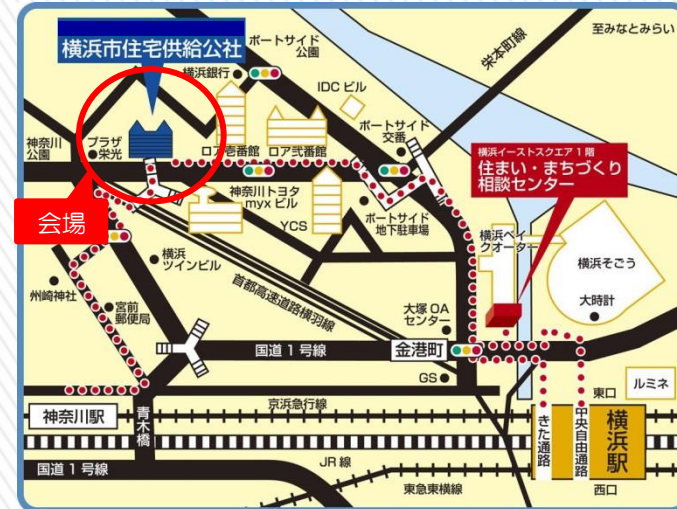 横浜市住宅供給公社
ポートサイド
公園
栄本町線
至みなとみらい
横浜銀行
IDCビル
神奈川
公園
プラザ
栄光
ロア壱番館
ロア弐番館
ポートサイド
交番
横浜イーストスクエア1階
住まい・まちづくり
相談センター
会場
神奈川トヨタ
myxビル
YCS
ポートサイド
地下駐車場
横浜ベイ
クオーター
横浜そごう
大時計
横浜
ツインビル
首都高速道路横羽線
州崎神社
宮前
郵便局
大塚OA
センター
国道1号線
金港町
GS
東口
ルミネ
京浜急行線
神奈川駅
青木橋
きた通路
中央自由通路
横浜駅
国道1号線
JR線
東急東横線
西口